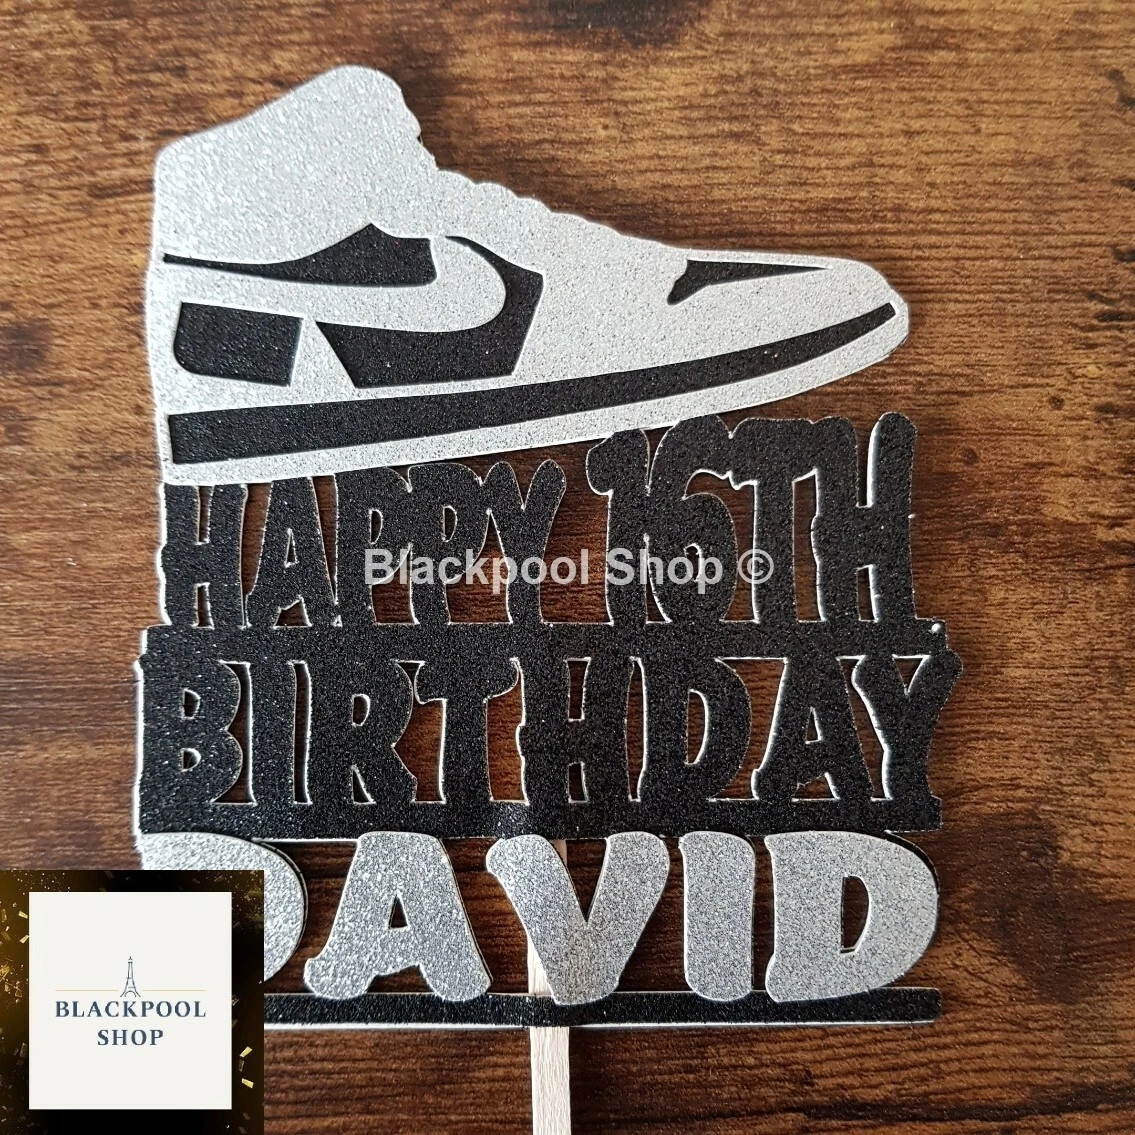 HAPPY 16TH
Blackpool Shop ©
BIRTHDAY
DAVID
BLACKPOOL
SHOP